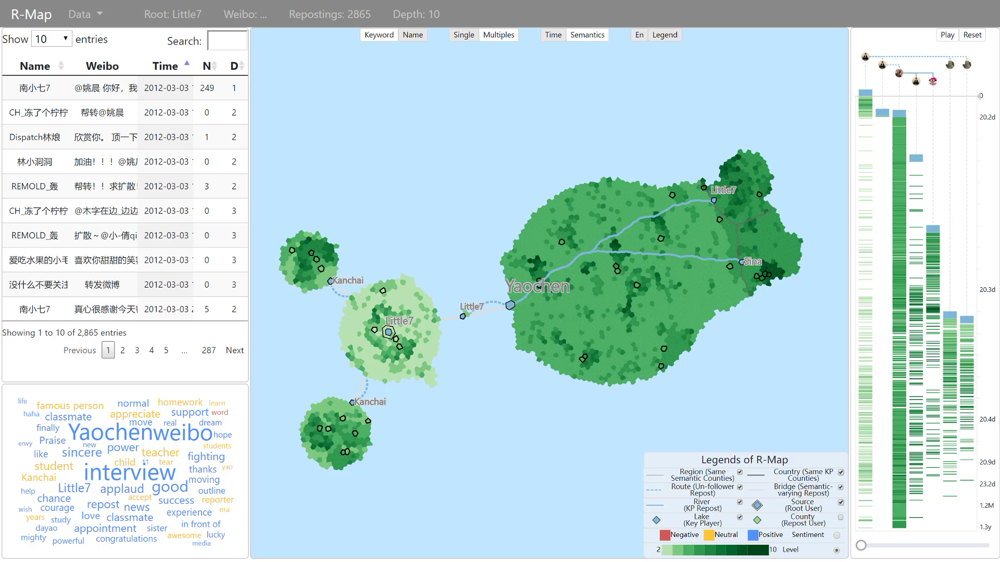 R-Map Data Root: Little7 Weibo: ... Repostings: 2865 Depth: 10
Show 10 entries Search:
Name Weibo Time N D
南小七7 @姚晨 你好，我 2012-03-03 249 1
CH_冻了个柠柠 帮转@姚晨 2012-03-03 0 2
Dispatch林烺 欣赏你。 顶一下 2012-03-03 1 2
林小洞洞 加油！！！@姚 2012-03-03 0 2
REMOLD_轰 帮转！！求扩散 2012-03-03 3 2
CH_冻了个柠柠 @木字在边_边边 2012-03-03 0 3
REMOLD_轰 扩散～@小-倩qi 2012-03-03 0 3
爱吃水果的小毛 喜欢你甜甜的笑容 2012-03-03 0 3
没什么不要关注 转发微博 2012-03-03 0 3
南小七7 真心很感谢今天 2012-03-03 2 5 2
Showing 1 to 10 of 2,865 entries
Previous 1 2 3 4 5 ... 287 Next
life famous person normal homework learn
haha classmate appreciate support word
finally move real dream
Yaochenweibo hope
envy Praise new power students
like sincere teacher fighting
student child 11 tear thanks yao
Kanchai interview moving
help Little7 applaud good outline
chance accept success reporter
wish courage repost news experience era
years study love classmate in front of
dayao appointment sister
mighty powerful congratulations awesome lucky
media
Keyword Name Single Multiples Time Semantics En Legend
Little7
Sina
Kanchai
Yaochen
Little7
Little7
Kanchai
Legends of R-Map
Region (Same Semantic Counties) Country (Same KP Counties)
Route (Un-follower Repost) Bridge (Semantic-varying Repost)
River (KP Repost) Source (Root User)
Lake (Key Player) County (Repost User)
Negative Neutral Positive Sentiment
2 10 Level
Play Reset
0
20.2d
20.3d
20.4d
20.9d
23.2d
1.2M
1.3y